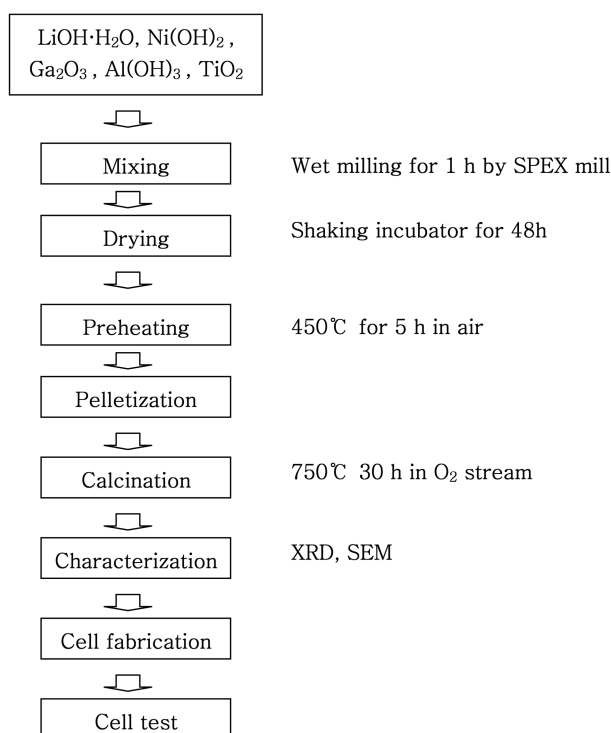 LiOH·H₂O, Ni(OH)₂ ,
Ga₂O₃ , Al(OH)₃ , TiO₂
Mixing
Wet milling for 1 h by SPEX mill
Drying
Shaking incubator for 48h
Preheating
450℃ for 5 h in air
Pelletization
Calcination
750℃ 30 h in O₂ stream
Characterization
XRD, SEM
Cell fabrication
Cell test